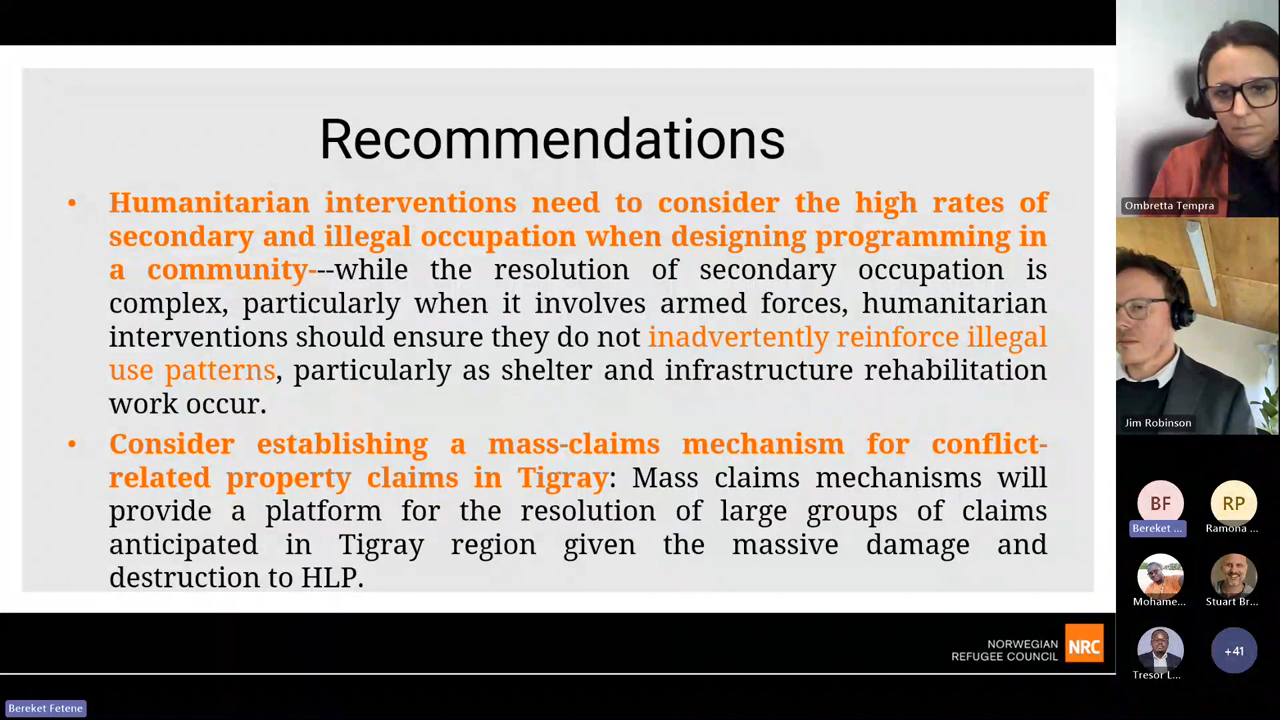 Recommendations
• Humanitarian interventions need to consider the high rates of
secondary and illegal occupation when designing programming in
a community---while the resolution of secondary occupation is
complex, particularly when it involves armed forces, humanitarian
interventions should ensure they do not inadvertently reinforce illegal
use patterns, particularly as shelter and infrastructure rehabilitation
work occur.
• Consider establishing a mass-claims mechanism for conflict-
related property claims in Tigray: Mass claims mechanisms will
provide a platform for the resolution of large groups of claims
anticipated in Tigray region given the massive damage and
destruction to HLP.
NORWEGIAN
REFUGEE COUNCIL
NRC
Bereket Fetene
Ombretta Tempra
Jim Robinson
BF
RP
Bereket ...
Ramona ...
Mohame...
Stuart Br...
Tresor L...
+41